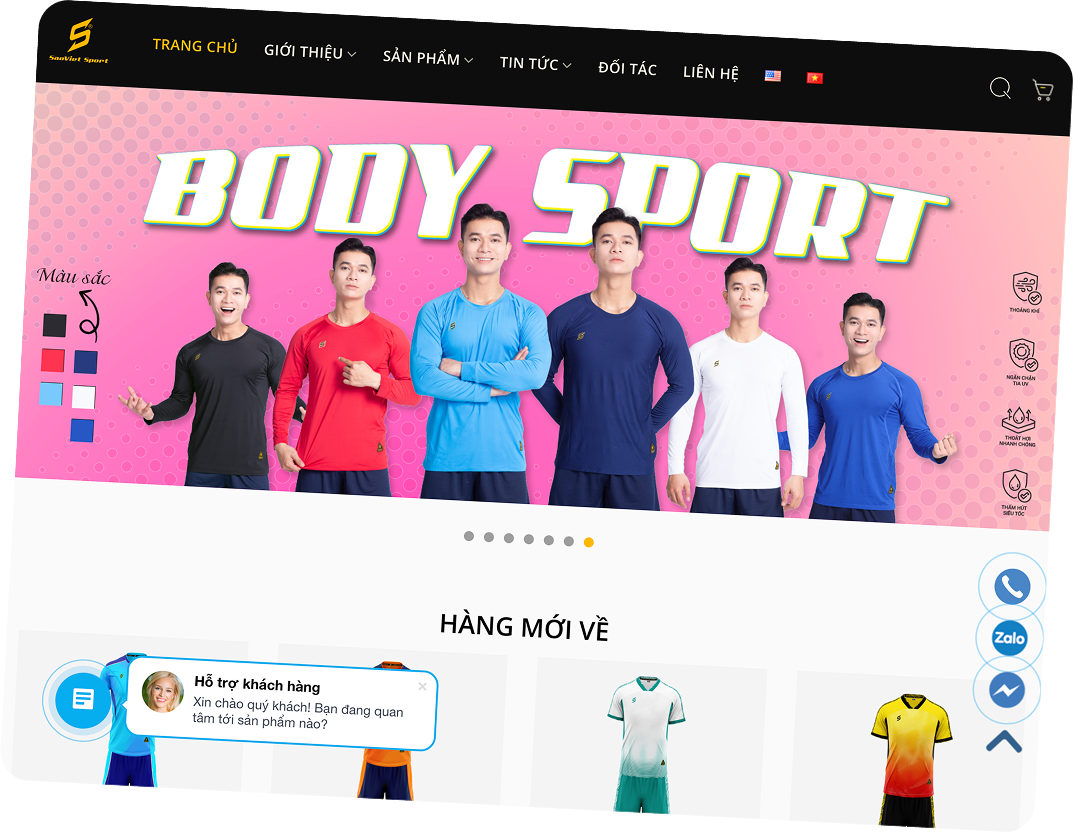 SaoViet Sport
TRANG CHỦ
GIỚI THIỆU
SẢN PHẨM
TIN TỨC
ĐỐI TÁC
LIÊN HỆ
BODY SPORT
Màu sắc
THOÁNG KHÍ
NGĂN CHẶN
TIA UV
THOÁT HƠI
NHANH CHÓNG
THẤM HÚT
SIÊU TỐC
Zalo
HÀNG MỚI VỀ
Hỗ trợ khách hàng
Xin chào quý khách! Bạn đang quan
tâm tới sản phẩm nào?